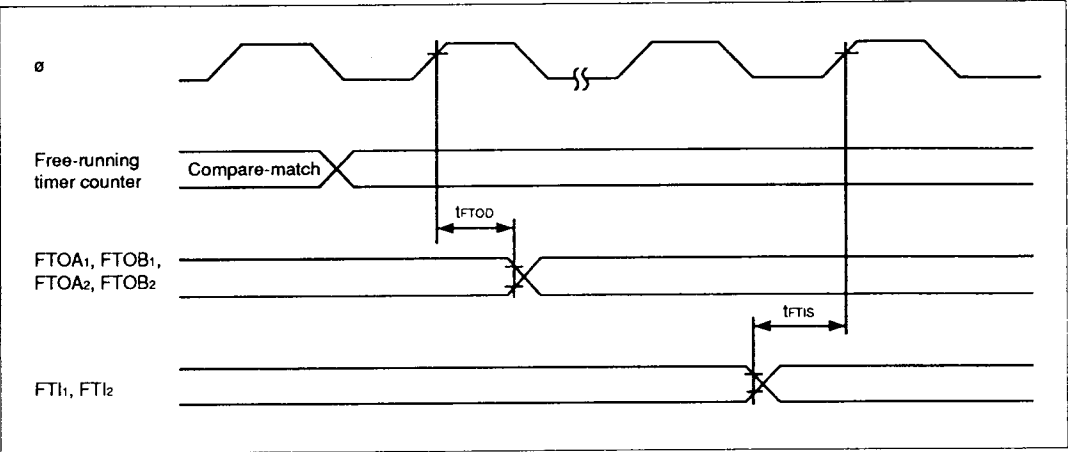 ø
Free-running
timer counter
Compare-match
tFTOD
FTOA1, FTOB1,
FTOA2, FTOB2
tFTIS
FTI1, FTI2